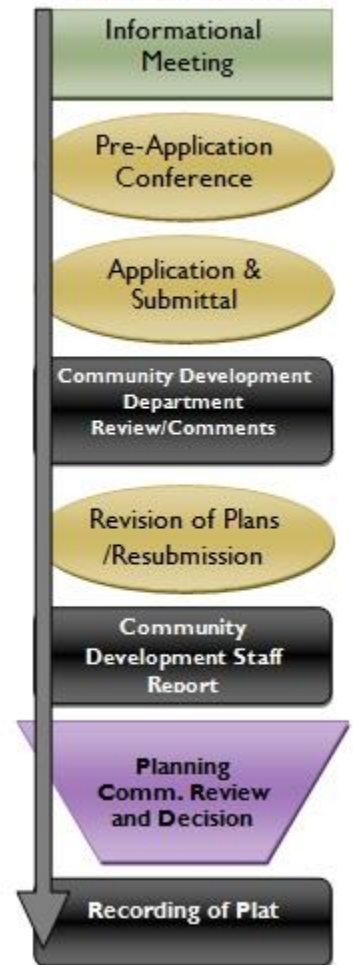 Informational
Meeting
Pre-Application
Conference
Application &
Submittal
Community Development
Department
Review/Comments
Revision of Plans
/Resubmission
Community
Development Staff
Report
Planning
Comm. Review
and Decision
Recording of Plat